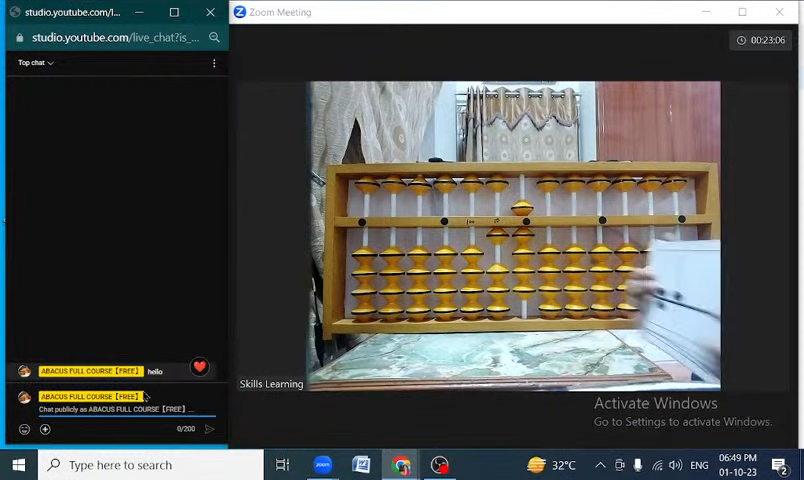 studio.youtube.com/l...
studio.youtube.com/live_chat?is_...
Top chat
ABACUS FULL COURSE【FREE】 hello
ABACUS FULL COURSE【FREE】
Chat publicly as ABACUS FULL COURSE【FREE】...
0/200
Zoom Meeting
00:23:06
Skills Learning
Activate Windows
Go to Settings to activate Windows.
Type here to search
zoom
32°C
ENG
06:49 PM
01-10-23
2